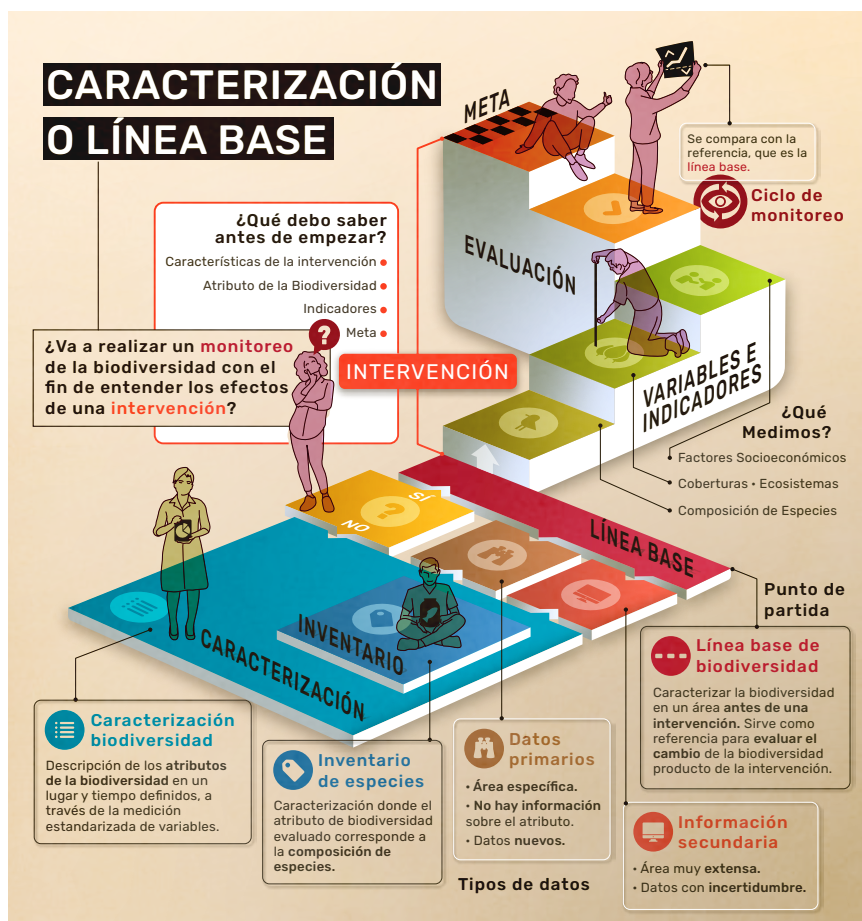 CARACTERIZACIÓN
O LÍNEA BASE
META
Se compara con la
referencia, que es la
línea base.
Ciclo de
monitoreo
¿Qué debo saber
antes de empezar?
Características de la intervención •
Atributo de la Biodiversidad •
Indicadores •
Meta •
EVALUACIÓN
?
¿Va a realizar un monitoreo
de la biodiversidad con el
fin de entender los efectos
de una intervención?
INTERVENCIÓN
VARIABLES E
INDICADORES
¿Qué
Medimos?
Factores Socioeconómicos
Coberturas • Ecosistemas
Composición de Especies
SÍ
?
NO
LÍNEA BASE
INVENTARIO
CARACTERIZACIÓN
Punto de
partida
Línea base de
biodiversidad
Caracterizar la biodiversidad
en un área antes de una
intervención. Sirve como
referencia para evaluar el
cambio de la biodiversidad
producto de la intervención.
Caracterización
biodiversidad
Descripción de los atributos
de la biodiversidad en un
lugar y tiempo definidos, a
través de la medición
estandarizada de variables.
Inventario
de especies
Caracterización donde el
atributo de biodiversidad
evaluado corresponde a
la composición de
especies.
Datos
primarios
• Área específica.
• No hay información
sobre el atributo.
• Datos nuevos.
Información
secundaria
• Área muy extensa.
• Datos con incertidumbre.
Tipos de datos